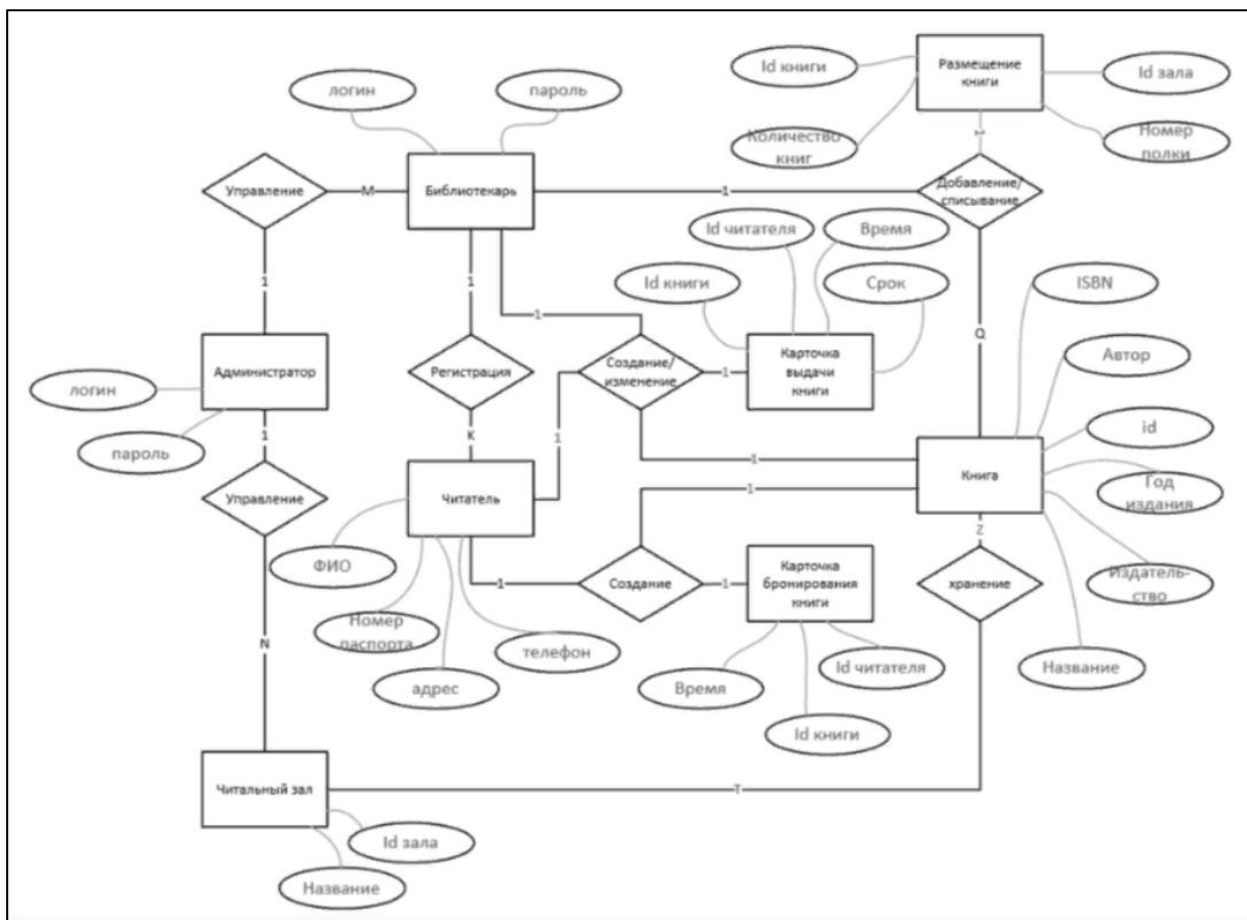 Id книги
Размещение
книги
Id зала
логин
пароль
Количество
книг
1
Номер
полки
Управление
М
Библиотекарь
1
Добавление/
списывание
Id читателя
Время
1
1
1
Id книги
Срок
ISBN
Q
Администратор
Регистрация
Создание/
изменение
1
Карточка
выдачи
книги
Автор
логин
пароль
1
К
1
1
id
Управление
Читатель
1
Книга
Год
издания
Z
ФИО
1
Создание
1
Карточка
бронирования
книги
хранение
Издатель-
ство
Номер
паспорта
N
телефон
адрес
Время
Id читателя
Название
Id книги
Читальный зал
Т
Id зала
Название